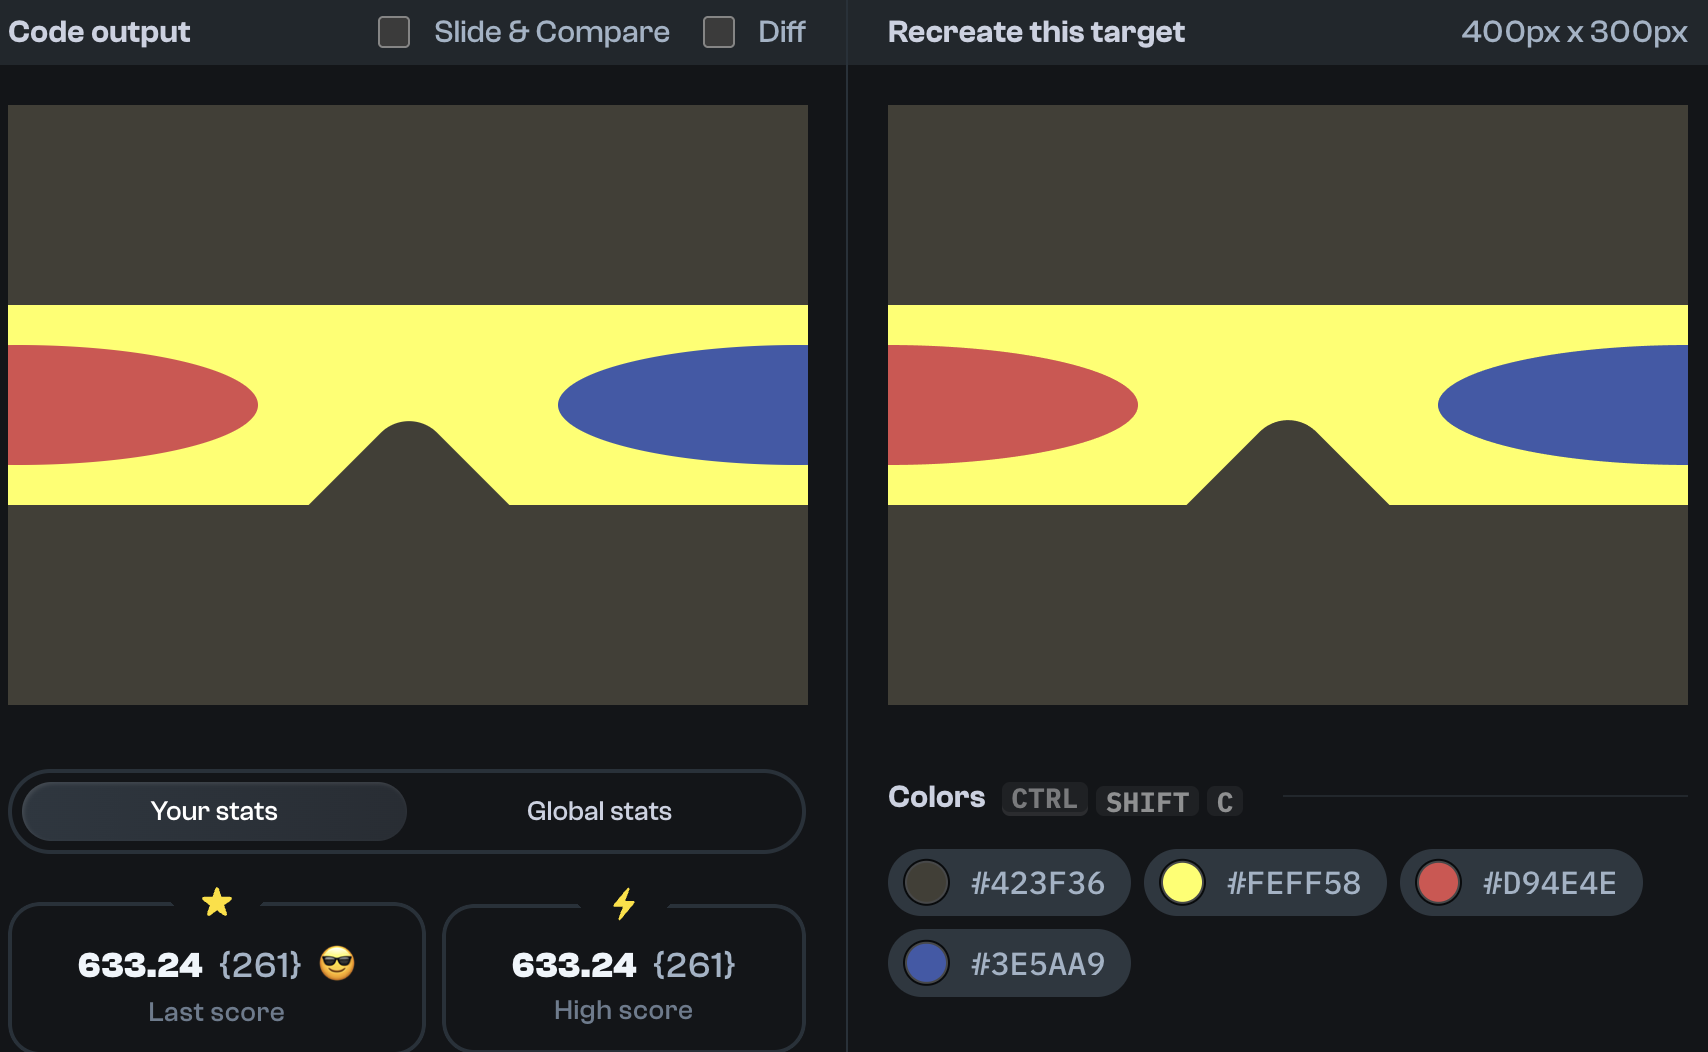 Code output
Slide & Compare
Diff
Recreate this target
400px x 300px
Your stats
Global stats
633.24 {261} 😎
Last score
633.24 {261}
High score
Colors CTRL SHIFT C
#423F36
#FEFF58
#D94E4E
#3E5AA9